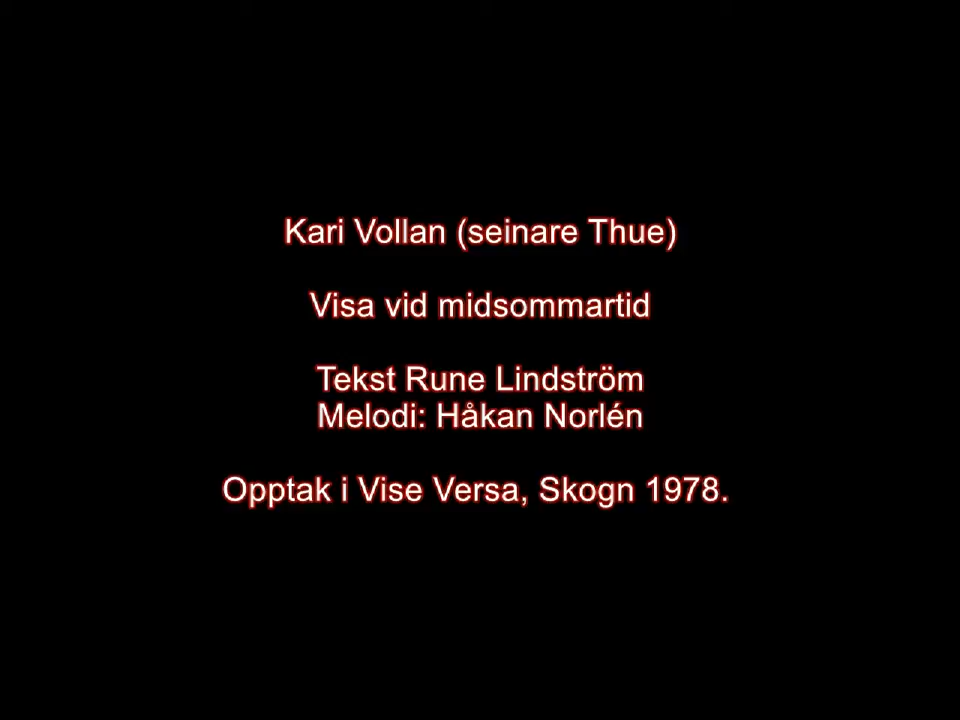 Kari Vollan (seinare Thue)
Visa vid midsommartid
Tekst Rune Lindström
Melodi: Håkan Norlén
Opptak i Vise Versa, Skogn 1978.